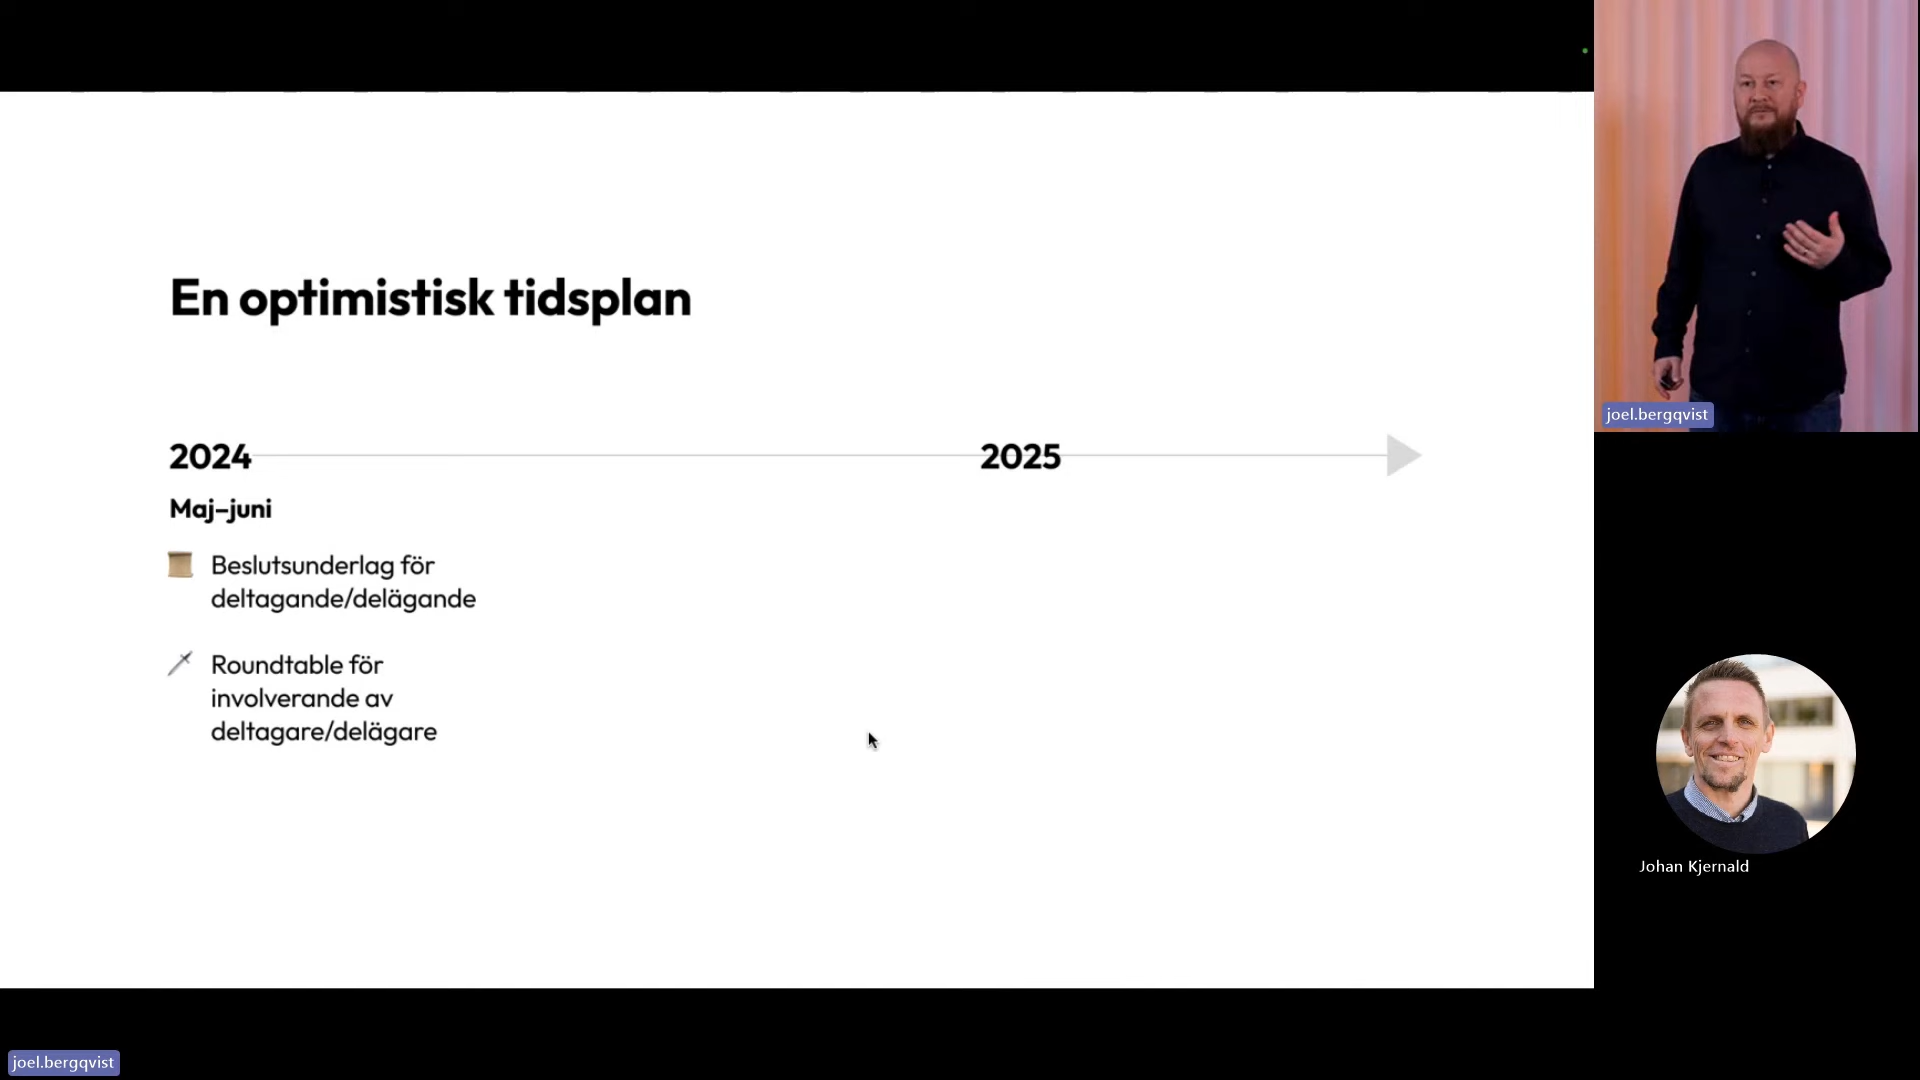 En optimistisk tidsplan
2024
2025
Maj–juni
Beslutsunderlag för
deltagande/delägande
Roundtable för
involverande av
deltagare/delägare
joel.bergqvist
Johan Kjernald
joel.bergqvist